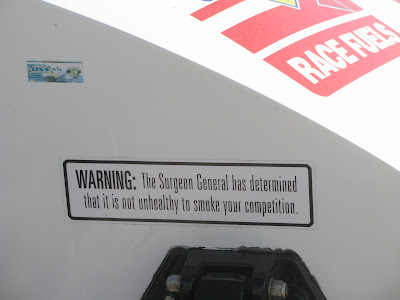 RACE FUELS
WARNING: The Surgeon General has determined
that it is not unhealthy to smoke your competition.